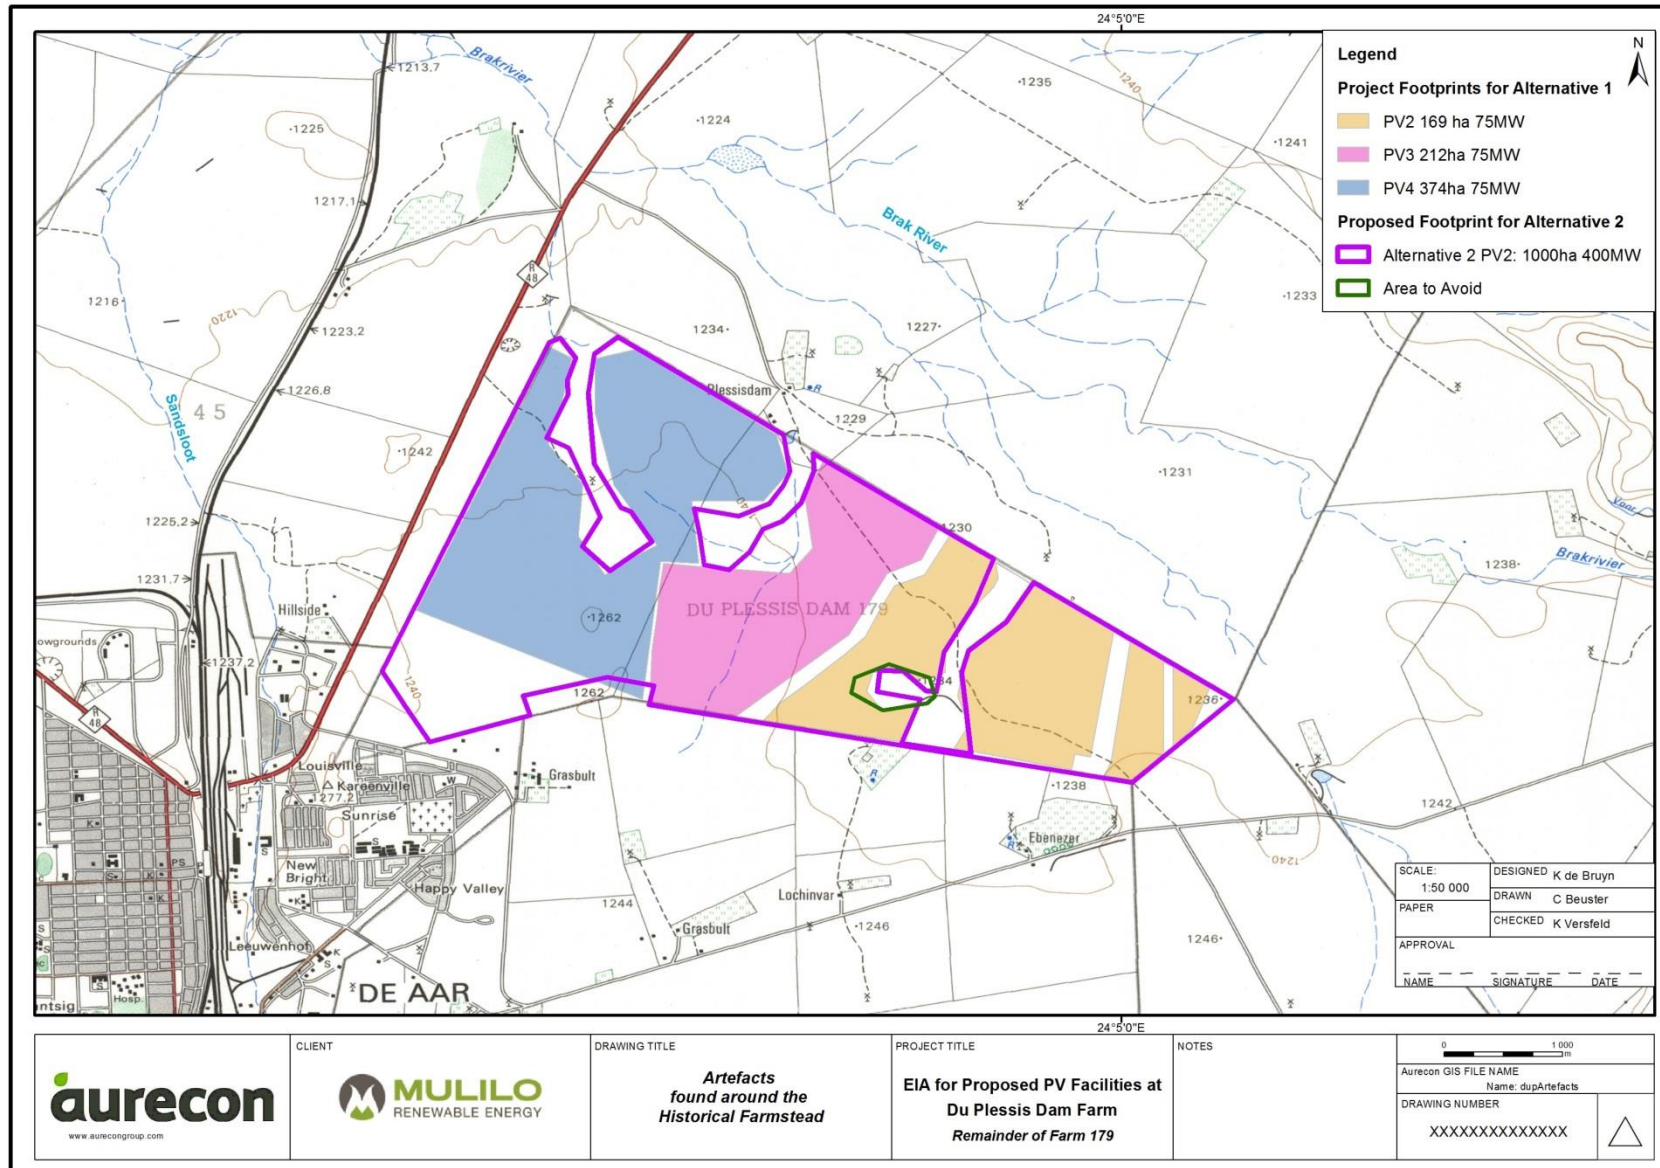 24°5'0"E
Legend
N
Project Footprints for Alternative 1
PV2 169 ha 75MW
PV3 212ha 75MW
PV4 374ha 75MW
Proposed Footprint for Alternative 2
Alternative 2 PV2: 1000ha 400MW
Area to Avoid
Brakrivier
1213.7
1235
1240
1225
1224
1241
1217.1
Brak River
R
48
1216
1220
1233
1223.2
1234
1227
Plessisdam
R
1226.8
45
1229
Sandsloot
1242
1231
1240
1225.2
1230
Brakrivier
1238
1231.7
Hillside
DU PLESSIS DAM 179
1262
owgrounds
1237.2
1240
1262
1234
1236
R
48
Louisville
Grasbult
Kareenville
1277.2
W
R
1238
1242
Sunrise
K
S
S
Ebenezer
R
PS
P
1240
New
Bright
S
K
K
Happy Valley
Lochinvar
1244
Grasbult
1246
1246
Leeuwenhof
K
S
S
S
DE AAR
S
Hosp.
ntsig
SCALE:
1:50 000
DESIGNED K de Bruyn
DRAWN C Beuster
PAPER
CHECKED K Versfeld
APPROVAL
NAME SIGNATURE DATE
24°5'0"E
aurecon
www.aurecongroup.com
CLIENT
MULILO
RENEWABLE ENERGY
DRAWING TITLE
Artefacts
found around the
Historical Farmstead
PROJECT TITLE
EIA for Proposed PV Facilities at
Du Plessis Dam Farm
Remainder of Farm 179
NOTES
0 1 000
m
Aurecon GIS FILE NAME
Name: dupArtefacts
DRAWING NUMBER
XXXXXXXXXXXXXX